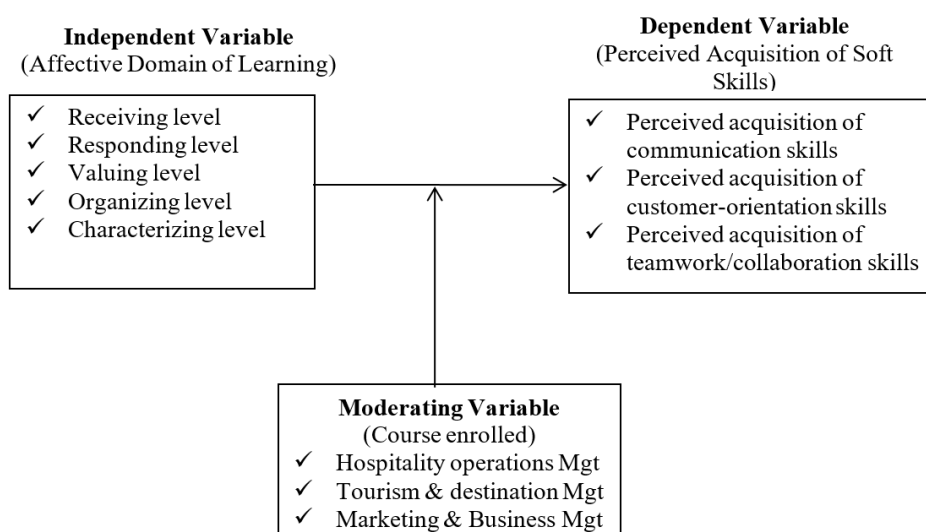 Independent Variable
(Affective Domain of Learning)
✓ Receiving level
✓ Responding level
✓ Valuing level
✓ Organizing level
✓ Characterizing level
Dependent Variable
(Perceived Acquisition of Soft
Skills)
✓ Perceived acquisition of
communication skills
✓ Perceived acquisition of
customer-orientation skills
✓ Perceived acquisition of
teamwork/collaboration skills
Moderating Variable
(Course enrolled)
✓ Hospitality operations Mgt
✓ Tourism & destination Mgt
✓ Marketing & Business Mgt